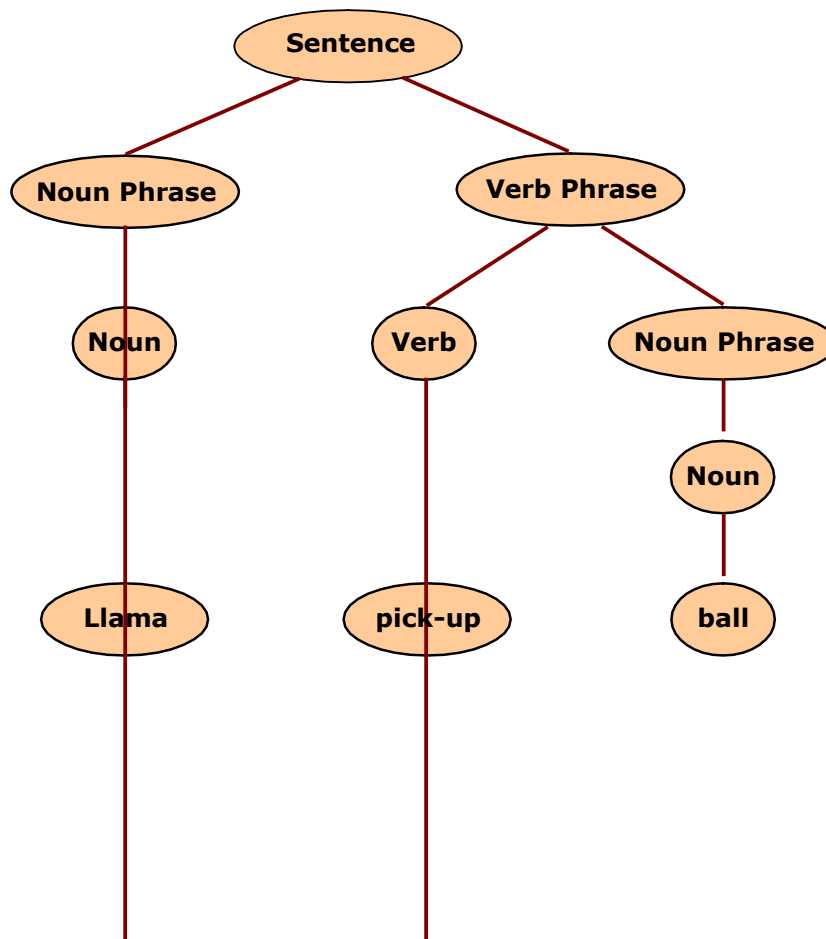 Sentence
Noun Phrase
Verb Phrase
Noun
Verb
Noun Phrase
Noun
Llama
pick-up
ball